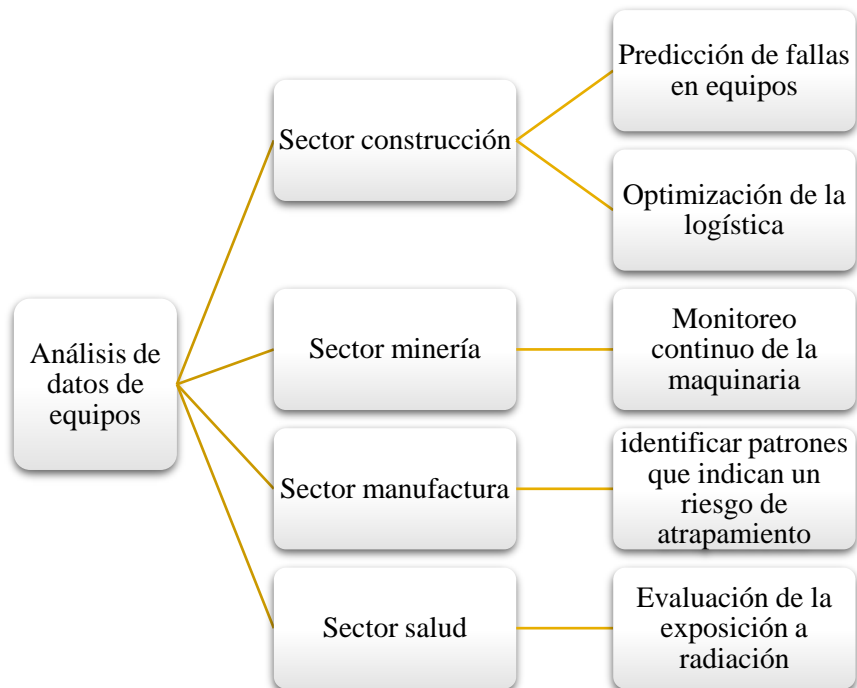 Análisis de
datos de
equipos
Sector construcción
Predicción de fallas
en equipos
Optimización de la
logística
Sector minería
Monitoreo
continuo de la
maquinaria
Sector manufactura
identificar patrones
que indican un
riesgo de
atrapamiento
Sector salud
Evaluación de la
exposición a
radiación